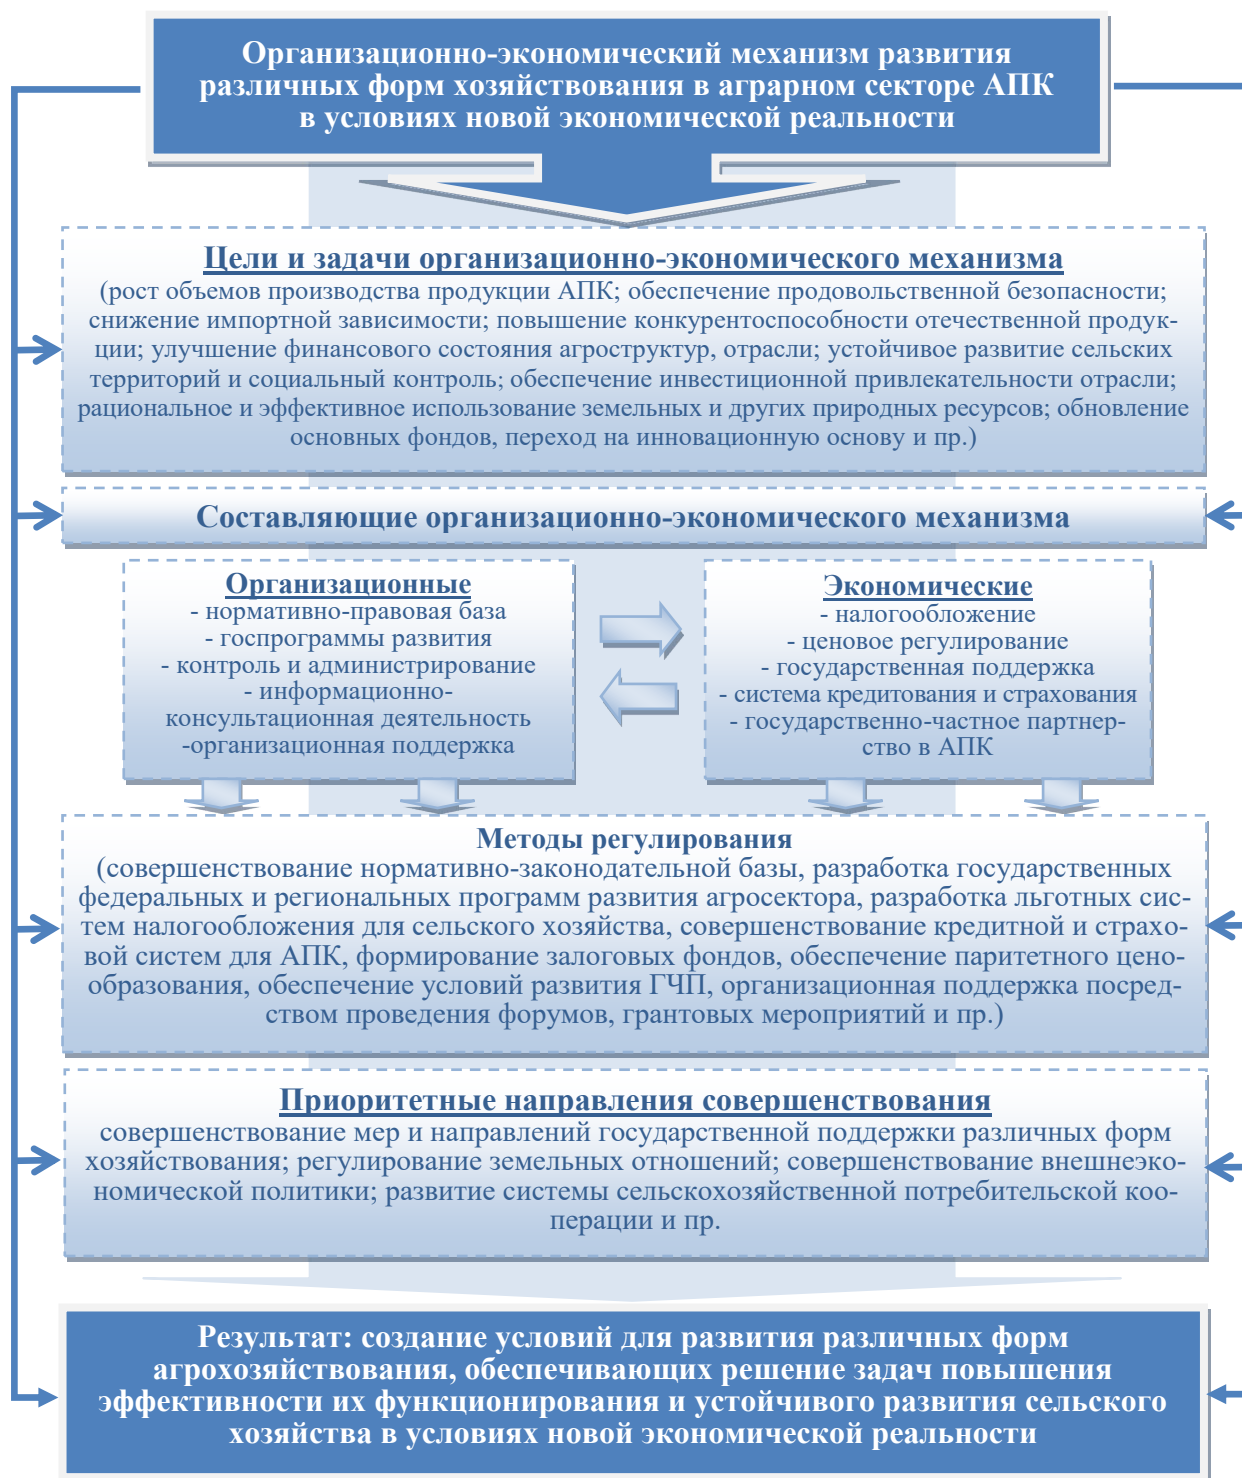 Организационно-экономический механизм развития
различных форм хозяйствования в аграрном секторе АПК
в условиях новой экономической реальности
Цели и задачи организационно-экономического механизма
(рост объемов производства продукции АПК; обеспечение продовольственной безопасности;
снижение импортной зависимости; повышение конкурентоспособности отечественной продук-
ции; улучшение финансового состояния агроструктур, отрасли; устойчивое развитие сельских
территорий и социальный контроль; обеспечение инвестиционной привлекательности отрасли;
рациональное и эффективное использование земельных и других природных ресурсов; обновление
основных фондов, переход на инновационную основу и пр.)
Составляющие организационно-экономического механизма
Организационные
- нормативно-правовая база
- госпрограммы развития
- контроль и администрирование
- информационно-
консультационная деятельность
-организационная поддержка
Экономические
- налогообложение
- ценовое регулирование
- государственная поддержка
- система кредитования и страхования
- государственно-частное партнер-
ство в АПК
Методы регулирования
(совершенствование нормативно-законодательной базы, разработка государственных
федеральных и региональных программ развития агросектора, разработка льготных сис-
тем налогообложения для сельского хозяйства, совершенствование кредитной и страхо-
вой систем для АПК, формирование залоговых фондов, обеспечение паритетного цено-
образования, обеспечение условий развития ГЧП, организационная поддержка посред-
ством проведения форумов, грантовых мероприятий и пр.)
Приоритетные направления совершенствования
совершенствование мер и направлений государственной поддержки различных форм
хозяйствования; регулирование земельных отношений; совершенствование внешнеэко-
номической политики; развитие системы сельскохозяйственной потребительской коо-
перации и пр.
Результат: создание условий для развития различных форм
агрохозяйствования, обеспечивающих решение задач повышения
эффективности их функционирования и устойчивого развития сельского
хозяйства в условиях новой экономической реальности